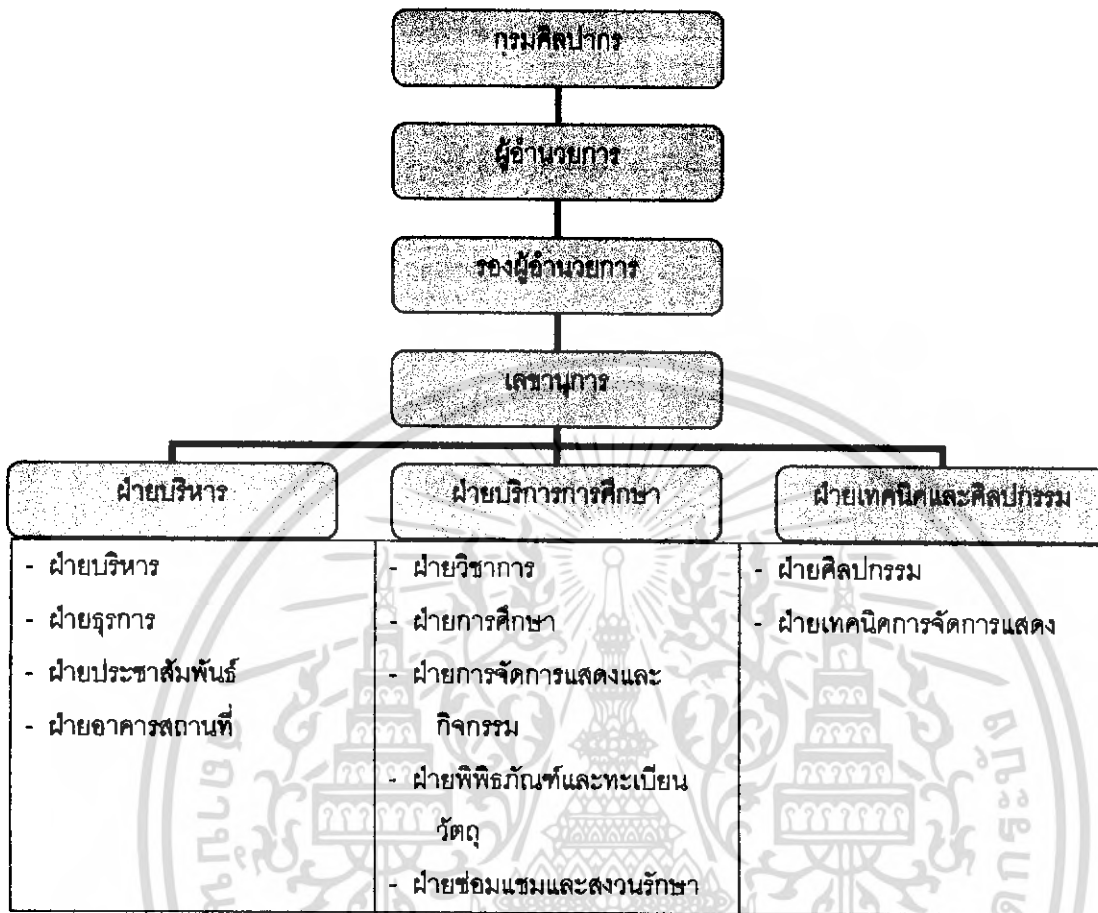 กรมศิลปากร
ผู้อำนวยการ
รองผู้อำนวยการ
เลขานุการ
ฝ่ายบริหาร
ฝ่ายบริการการศึกษา
ฝ่ายเทคนิคและศิลปกรรม
- ฝ่ายบริหาร
- ฝ่ายธุรการ
- ฝ่ายประชาสัมพันธ์
- ฝ่ายอาคารสถานที่
- ฝ่ายวิชาการ
- ฝ่ายการศึกษา
- ฝ่ายการจัดการแสดงและ
กิจกรรม
- ฝ่ายพิพิธภัณฑ์และทะเบียน
วัตถุ
- ฝ่ายซ่อมแซมและสงวนรักษา
- ฝ่ายศิลปกรรม
- ฝ่ายเทคนิคการจัดการแสดง